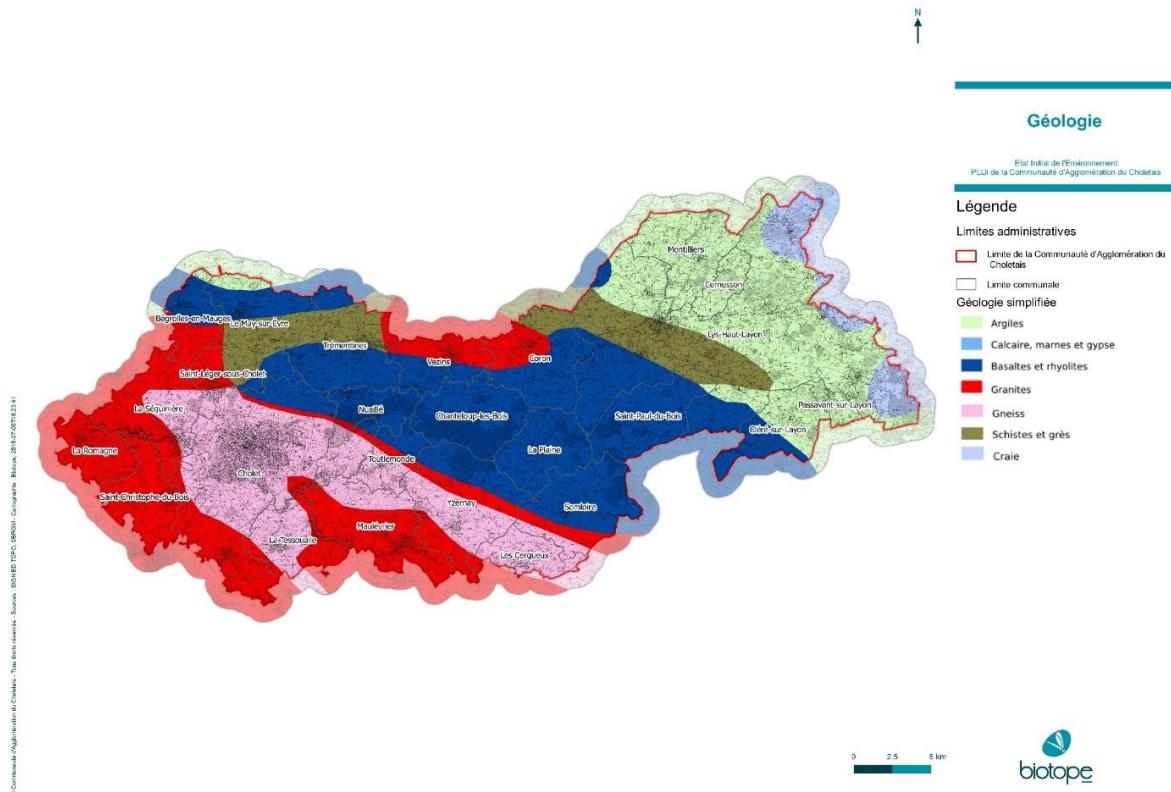 N
Géologie
Etat Initial de l'Environnement
PLUi de la Communauté d'Agglomération du Choletais
Légende
Limites administratives
Limite de la Communauté d'Agglomération du
Choletais
Limite communale
Géologie simplifiée
Argiles
Calcaire, marnes et gypse
Basaltes et rhyolites
Granites
Gneiss
Schistes et grès
Craie
Montilliers
Cernusson
Bégrolles-en-Mauges
Le May-sur-Èvre
Lys-Haut-Layon
Trémentines
Vezins
Coron
Saint-Léger-sous-Cholet
La Séguinière
Nuaillé
Chanteloup-les-Bois
Saint-Paul-du-Bois
Passavant-sur-Layon
Cléré-sur-Layon
La Romagne
Toutlemonde
La Plaine
Cholet
Saint-Christophe-du-Bois
Yzernay
Somloire
Maulévrier
La Tessoualle
Les Cerqueux
0 2.5 5 km
biotope